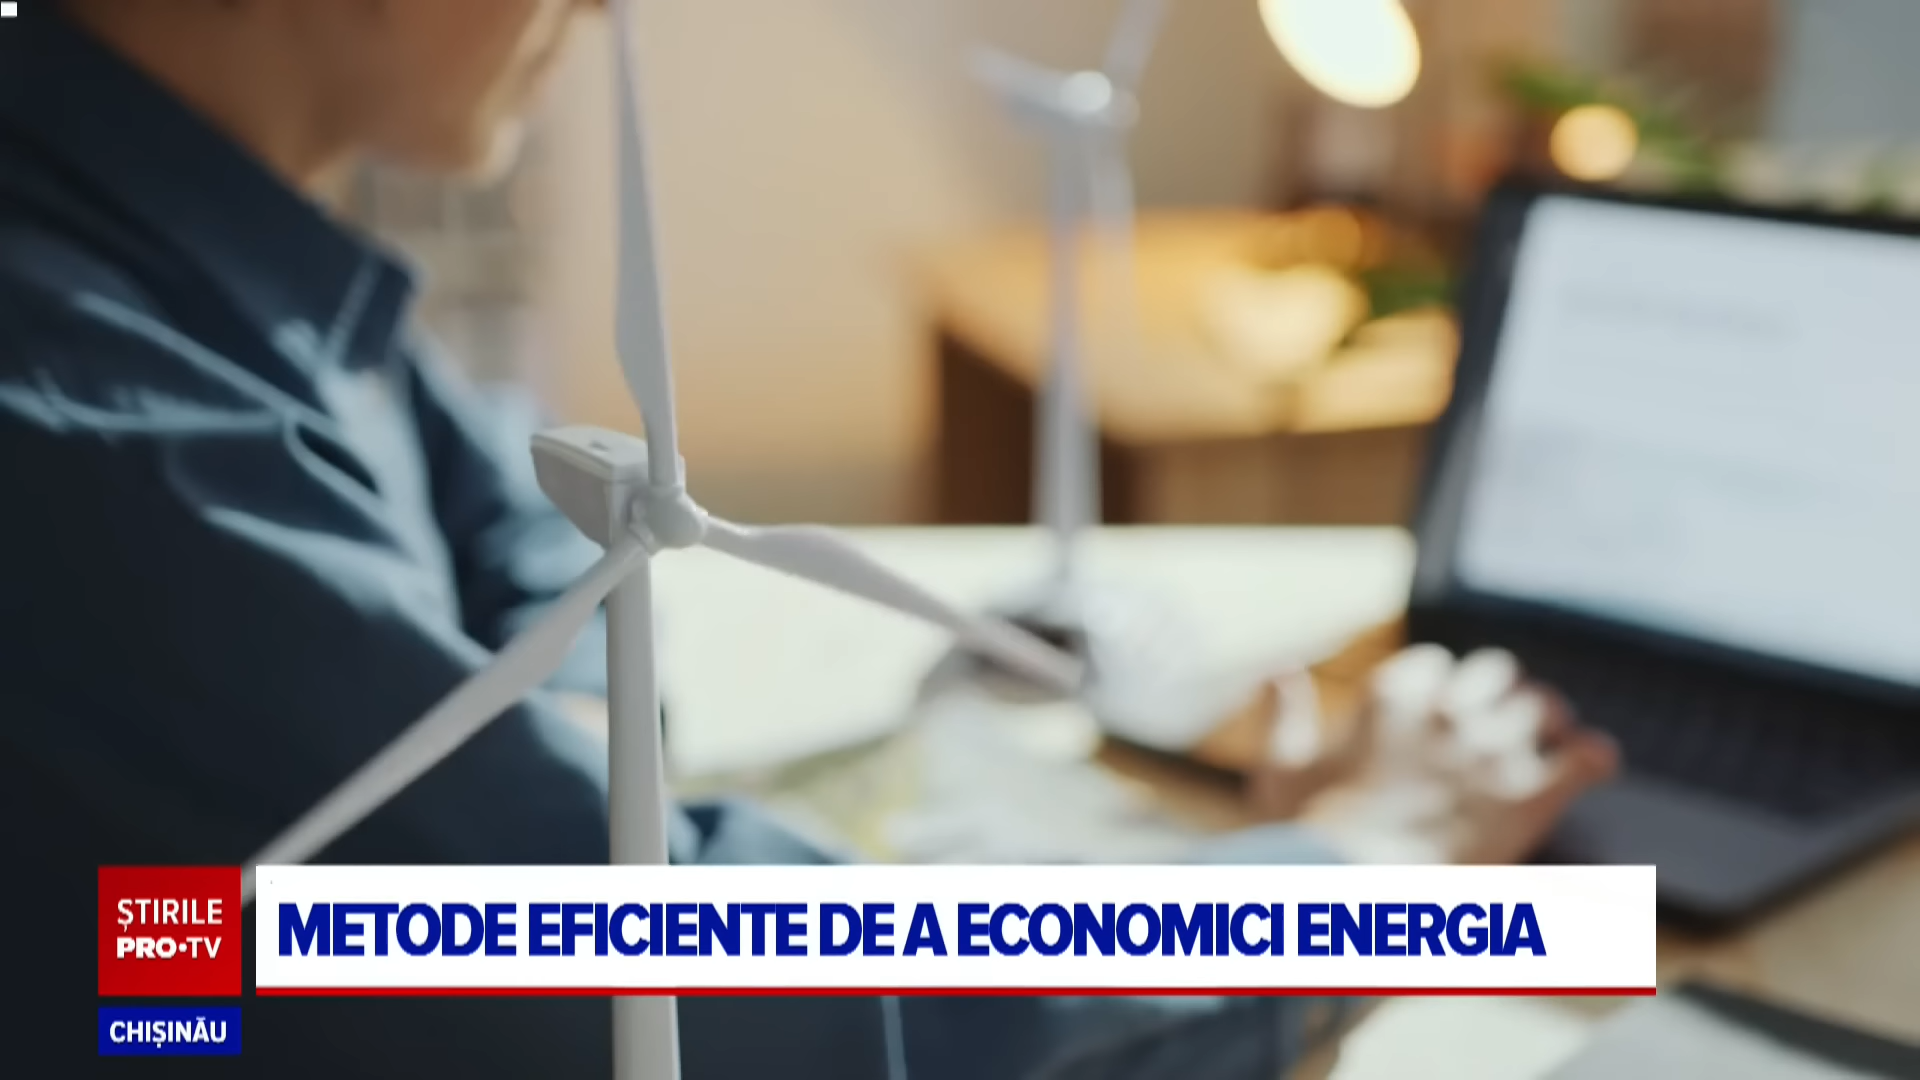 ȘTIRILE
PRO•TV
METODE EFICIENTE DE A ECONOMICI ENERGIA
CHIȘINĂU